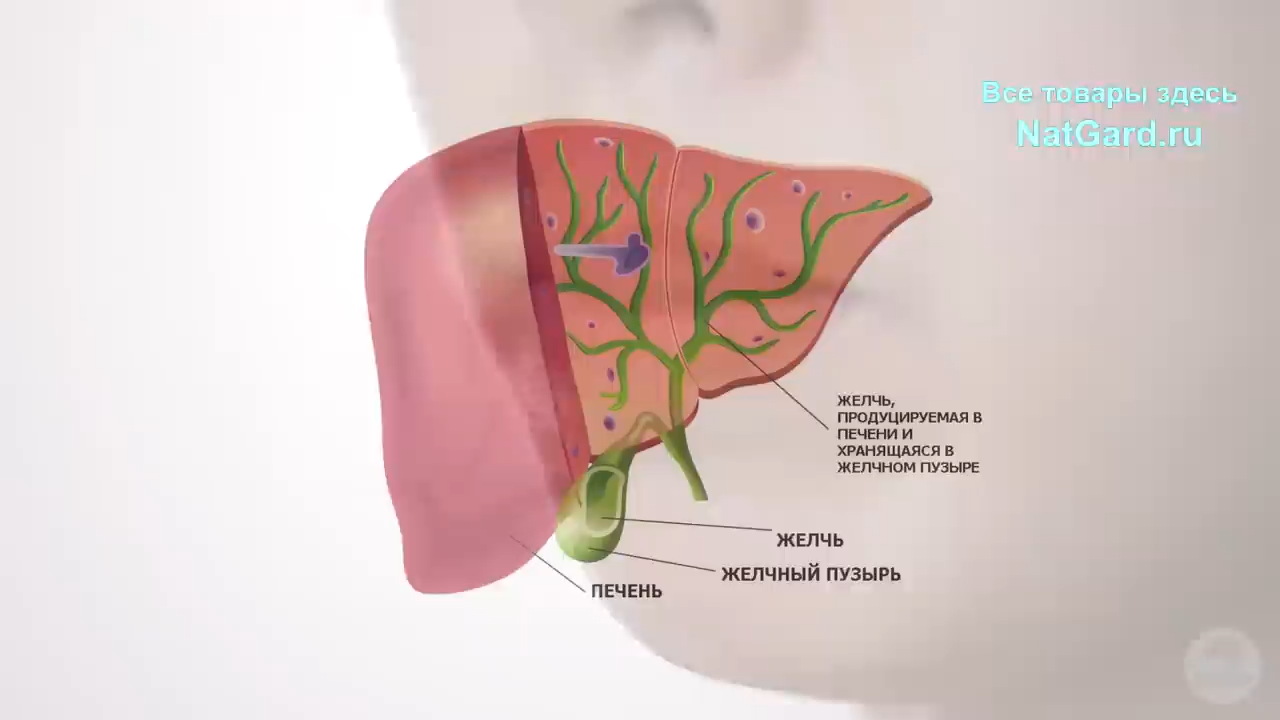 Все товары здесь
NatGard.ru
ЖЕЛЧЬ,
ПРОДУЦИРУЕМАЯ В
ПЕЧЕНИ И
ХРАНЯЩАЯСЯ В
ЖЕЛЧНОМ ПУЗЫРЕ
ЖЕЛЧЬ
ЖЕЛЧНЫЙ ПУЗЫРЬ
ПЕЧЕНЬ